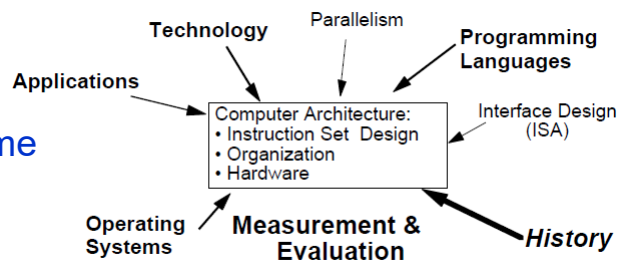 Parallelism
Technology
Programming
Languages
Applications
Computer Architecture:
• Instruction Set Design
• Organization
• Hardware
Interface Design
(ISA)
me
Operating
Systems
Measurement &
Evaluation
History